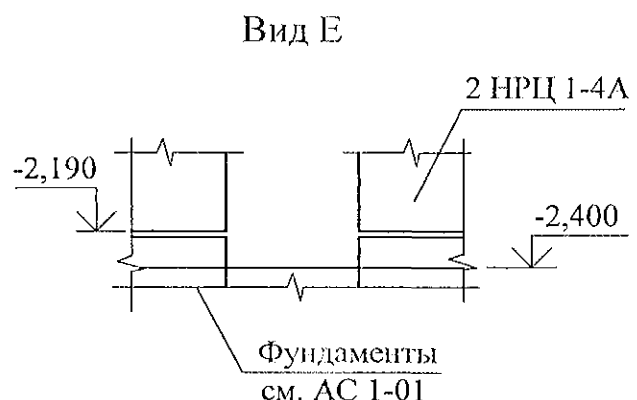 Вид Е
2 НРЦ 1-4А
-2,190
-2,400
Фундаменты
см. АС 1-01